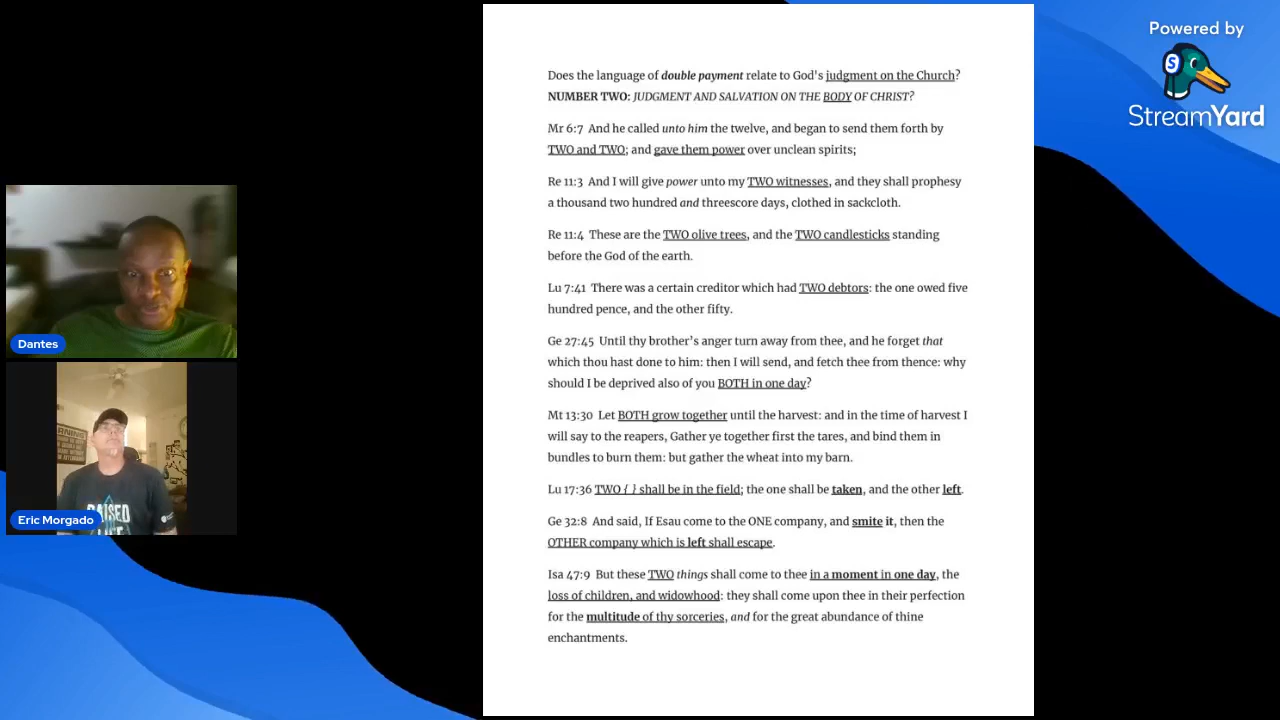 Powered by
StreamYard
Does the language of double payment relate to God's judgment on the Church?
NUMBER TWO: JUDGMENT AND SALVATION ON THE BODY OF CHRIST?
Mr 6:7 And he called unto him the twelve, and began to send them forth by
TWO and TWO; and gave them power over unclean spirits;
Re 11:3 And I will give power unto my TWO witnesses, and they shall prophesy
a thousand two hundred and threescore days, clothed in sackcloth.
Re 11:4 These are the TWO olive trees, and the TWO candlesticks standing
before the God of the earth.
Lu 7:41 There was a certain creditor which had TWO debtors: the one owed five
hundred pence, and the other fifty.
Ge 27:45 Until thy brother’s anger turn away from thee, and he forget that
which thou hast done to him: then I will send, and fetch thee from thence: why
should I be deprived also of you BOTH in one day?
Mt 13:30 Let BOTH grow together until the harvest: and in the time of harvest I
will say to the reapers, Gather ye together first the tares, and bind them in
bundles to burn them: but gather the wheat into my barn.
Lu 17:36 TWO { } shall be in the field; the one shall be taken, and the other left.
Ge 32:8 And said, If Esau come to the ONE company, and smite it, then the
OTHER company which is left shall escape.
Isa 47:9 But these TWO things shall come to thee in a moment in one day, the
loss of children, and widowhood: they shall come upon thee in their perfection
for the multitude of thy sorceries, and for the great abundance of thine
enchantments.
Dantes
Eric Morgado